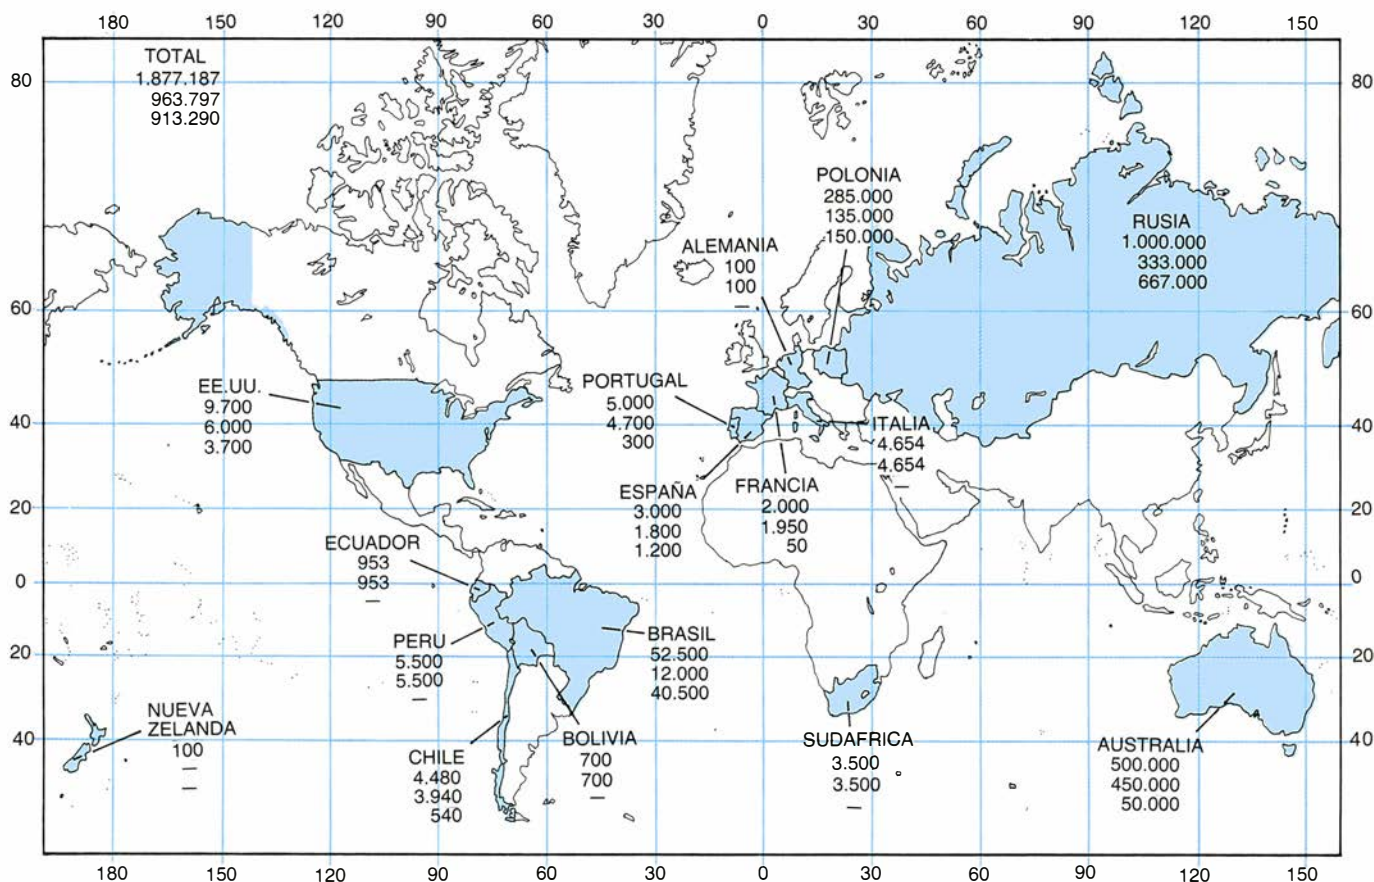 180 150 120 90 60 30 0 30 60 90 120 150
TOTAL
1.877.187
963.797
913.290
80 80
POLONIA
285.000
135.000
150.000
RUSIA
1.000.000
333.000
667.000
ALEMANIA
100
100
—
60 60
EE.UU.
9.700
6.000
3.700
PORTUGAL
5.000
4.700
300
ITALIA
4.654
4.654
—
40 40
ESPAÑA
3.000
1.800
1.200
FRANCIA
2.000
1.950
50
20 20
ECUADOR
953
953
—
0 0
PERU
5.500
5.500
—
BRASIL
52.500
12.000
40.500
20 20
NUEVA
ZELANDA
100
—
—
40 40
CHILE
4.480
3.940
540
BOLIVIA
700
700
—
SUDAFRICA
3.500
3.500
—
AUSTRALIA
500.000
450.000
50.000
180 150 120 90 60 30 0 30 60 90 120 150